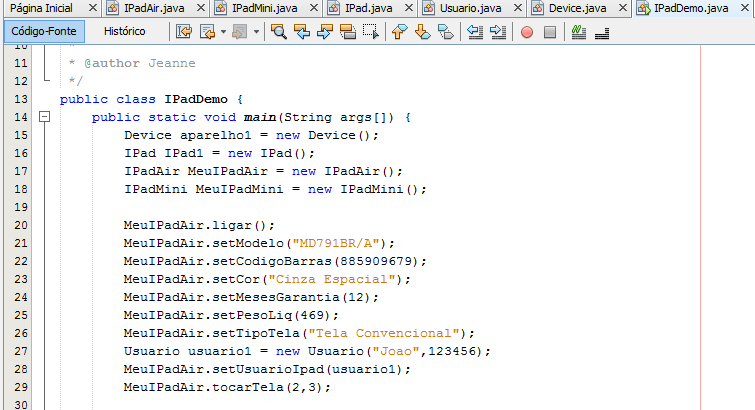 Página Inicial IPadAir.java IPadMini.java IPad.java Usuario.java Device.java IPadDemo.java
Código-Fonte Histórico
10
11 * @author Jeanne
12 */
13 public class IPadDemo {
14 public static void main(String args[]) {
15 Device aparelho1 = new Device();
16 IPad IPad1 = new IPad();
17 IPadAir MeuIPadAir = new IPadAir();
18 IPadMini MeuIPadMini = new IPadMini();
19
20 MeuIPadAir.ligar();
21 MeuIPadAir.setModelo("MD791BR/A");
22 MeuIPadAir.setCodigoBarras(885909679);
23 MeuIPadAir.setCor("Cinza Espacial");
24 MeuIPadAir.setMesesGarantia(12);
25 MeuIPadAir.setPesoLiq(469);
26 MeuIPadAir.setTipoTela("Tela Convencional");
27 Usuario usuario1 = new Usuario("Joao",123456);
28 MeuIPadAir.setUsuarioIpad(usuario1);
29 MeuIPadAir.tocarTela(2,3);
30